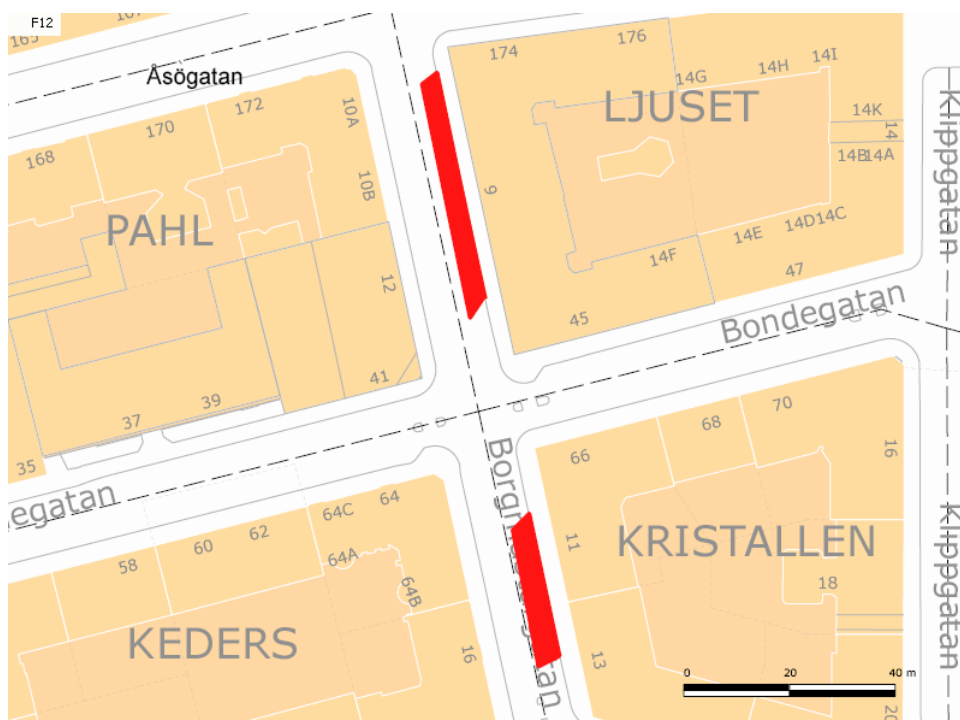 F12
165
Åsögatan
174
176
14I
14H
14G
LJUSET
14K
14
14B
14A
Klippgatan
168
170
172
10A
10B
9
PAHL
12
14F
14E
14D
14C
45
47
Bondegatan
41
39
37
35
egatan
66
68
70
16
11
KRISTALLEN
18
Klippgatan
58
60
62
64C
64
64A
64B
KEDERS
16
13
0
20
40 m
20